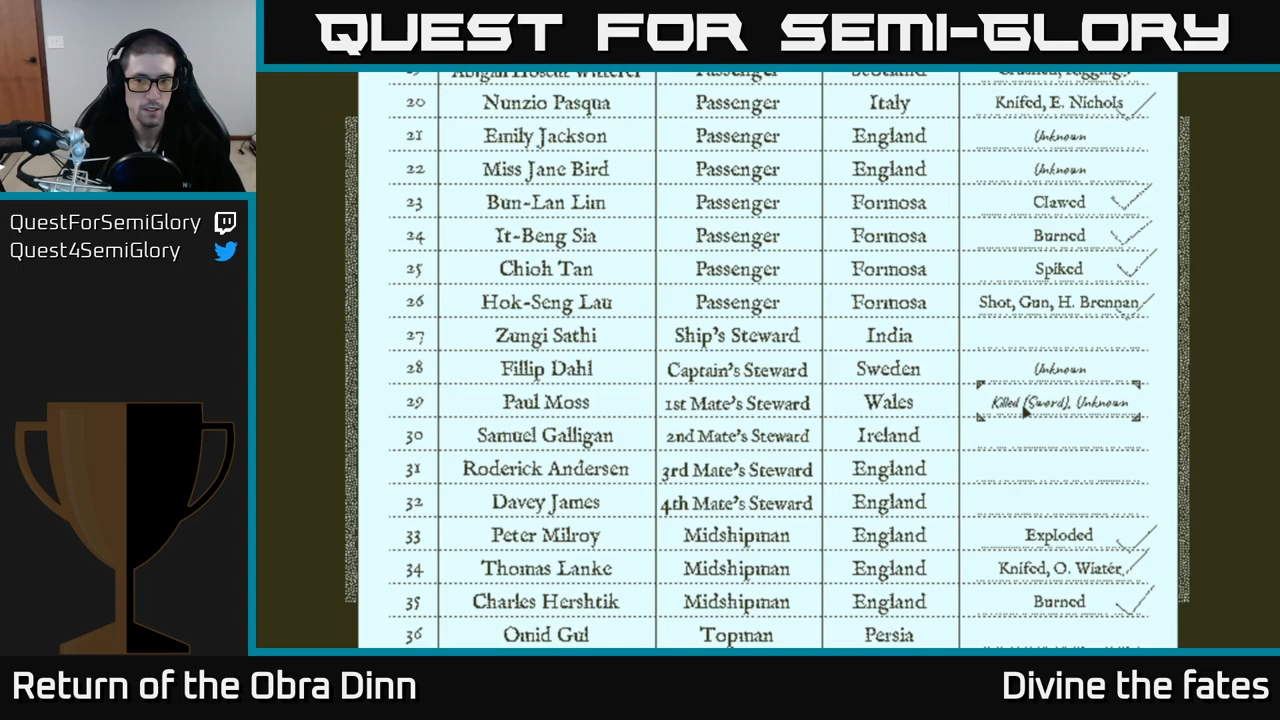 QUEST FOR SEMI-GLORY
QuestForSemiGlory
Quest4SemiGlory
20 Nunzio Pasqua Passenger Italy Knifed, E. Nichols
21 Emily Jackson Passenger England Unknown
22 Miss Jane Bird Passenger England Unknown
23 Bun-Lan Lim Passenger Formosa Clawed
24 It-Beng Sia Passenger Formosa Burned
25 Chioh Tan Passenger Formosa Spiked
26 Hok-Seng Lau Passenger Formosa Shot, Gun, H. Brennan
27 Zungi Sathi Ship's Steward India
28 Fillip Dahl Captain's Steward Sweden Unknown
29 Paul Moss 1st Mate's Steward Wales Killed (Sword), Unknown
30 Samuel Galligan 2nd Mate's Steward Ireland
31 Roderick Andersen 3rd Mate's Steward England
32 Davey James 4th Mate's Steward England
33 Peter Milroy Midshipman England Exploded
34 Thomas Lanke Midshipman England Knifed, O. Wiater
35 Charles Hershtik Midshipman England Burned
36 Omid Gul Topman Persia
Return of the Obra Dinn
Divine the fates